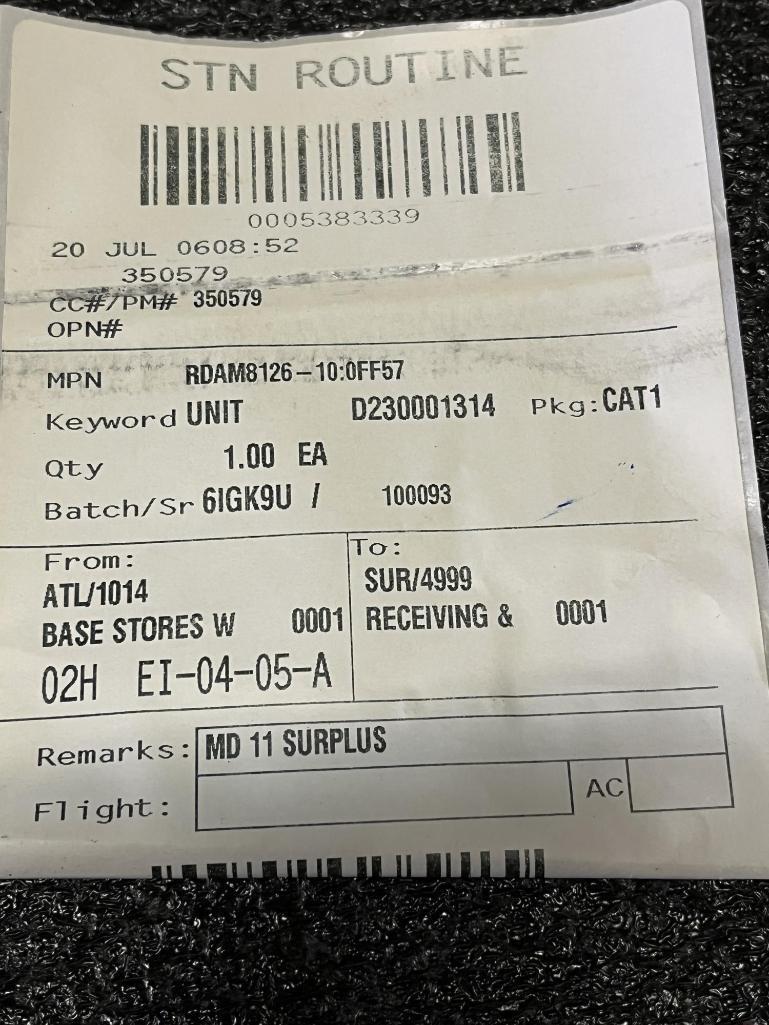 STN ROUTINE
0005383339
20 JUL 0608:52
350579
CC#/PM# 350579
OPN#
MPN RDAM8126-10:0FF57
Keyword UNIT D230001314 Pkg:CAT1
Qty 1.00 EA
Batch/Sr 6IGK9U / 100093
From: To:
ATL/1014 SUR/4999
BASE STORES W 0001 RECEIVING & 0001
02H EI-04-05-A
Remarks: MD 11 SURPLUS
Flight: AC